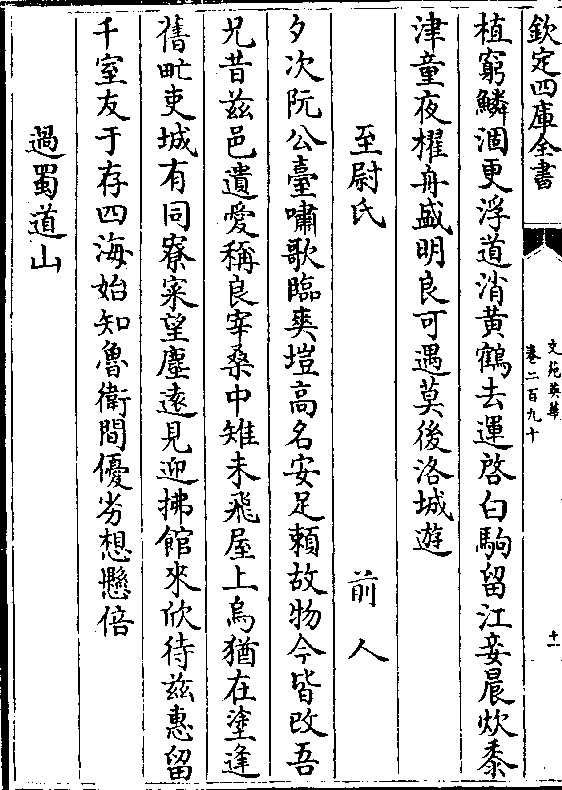 欽定四庫全書
文苑英華
卷二百九十
十一
植窮鱗涸更浮道消黃鶴去運啓白駒留江妾晨炊黍
津童夜櫂舟盛明良可遇莫後洛城遊
至尉氏 前人
夕次阮公臺嘯歌臨爽塏高名安足賴故物今皆改吾
兄昔兹邑遺愛稱良宰桑中雉未飛屋上烏猶在塗逢
舊甿吏城有同寮寀望塵遠見迎拂館來欣待兹惠留
千室友于存四海始知魯衛間優劣想懸倍
過蜀道山